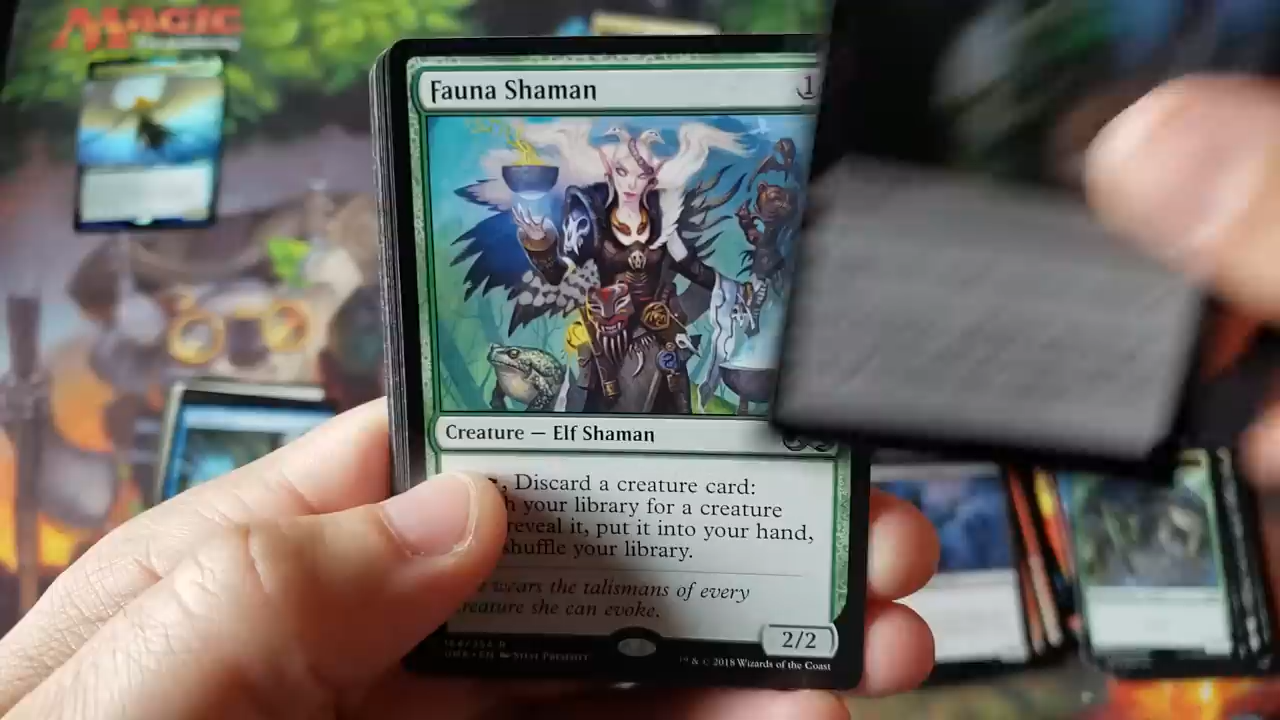 MAGIC
Fauna Shaman
1
Creature — Elf Shaman
, Discard a creature card:
your library for a creature
reveal it, put it into your hand,
shuffle your library.
wears the talismans of every
creature she can evoke.
2/2
™ & © 2018 Wizards of the Coast